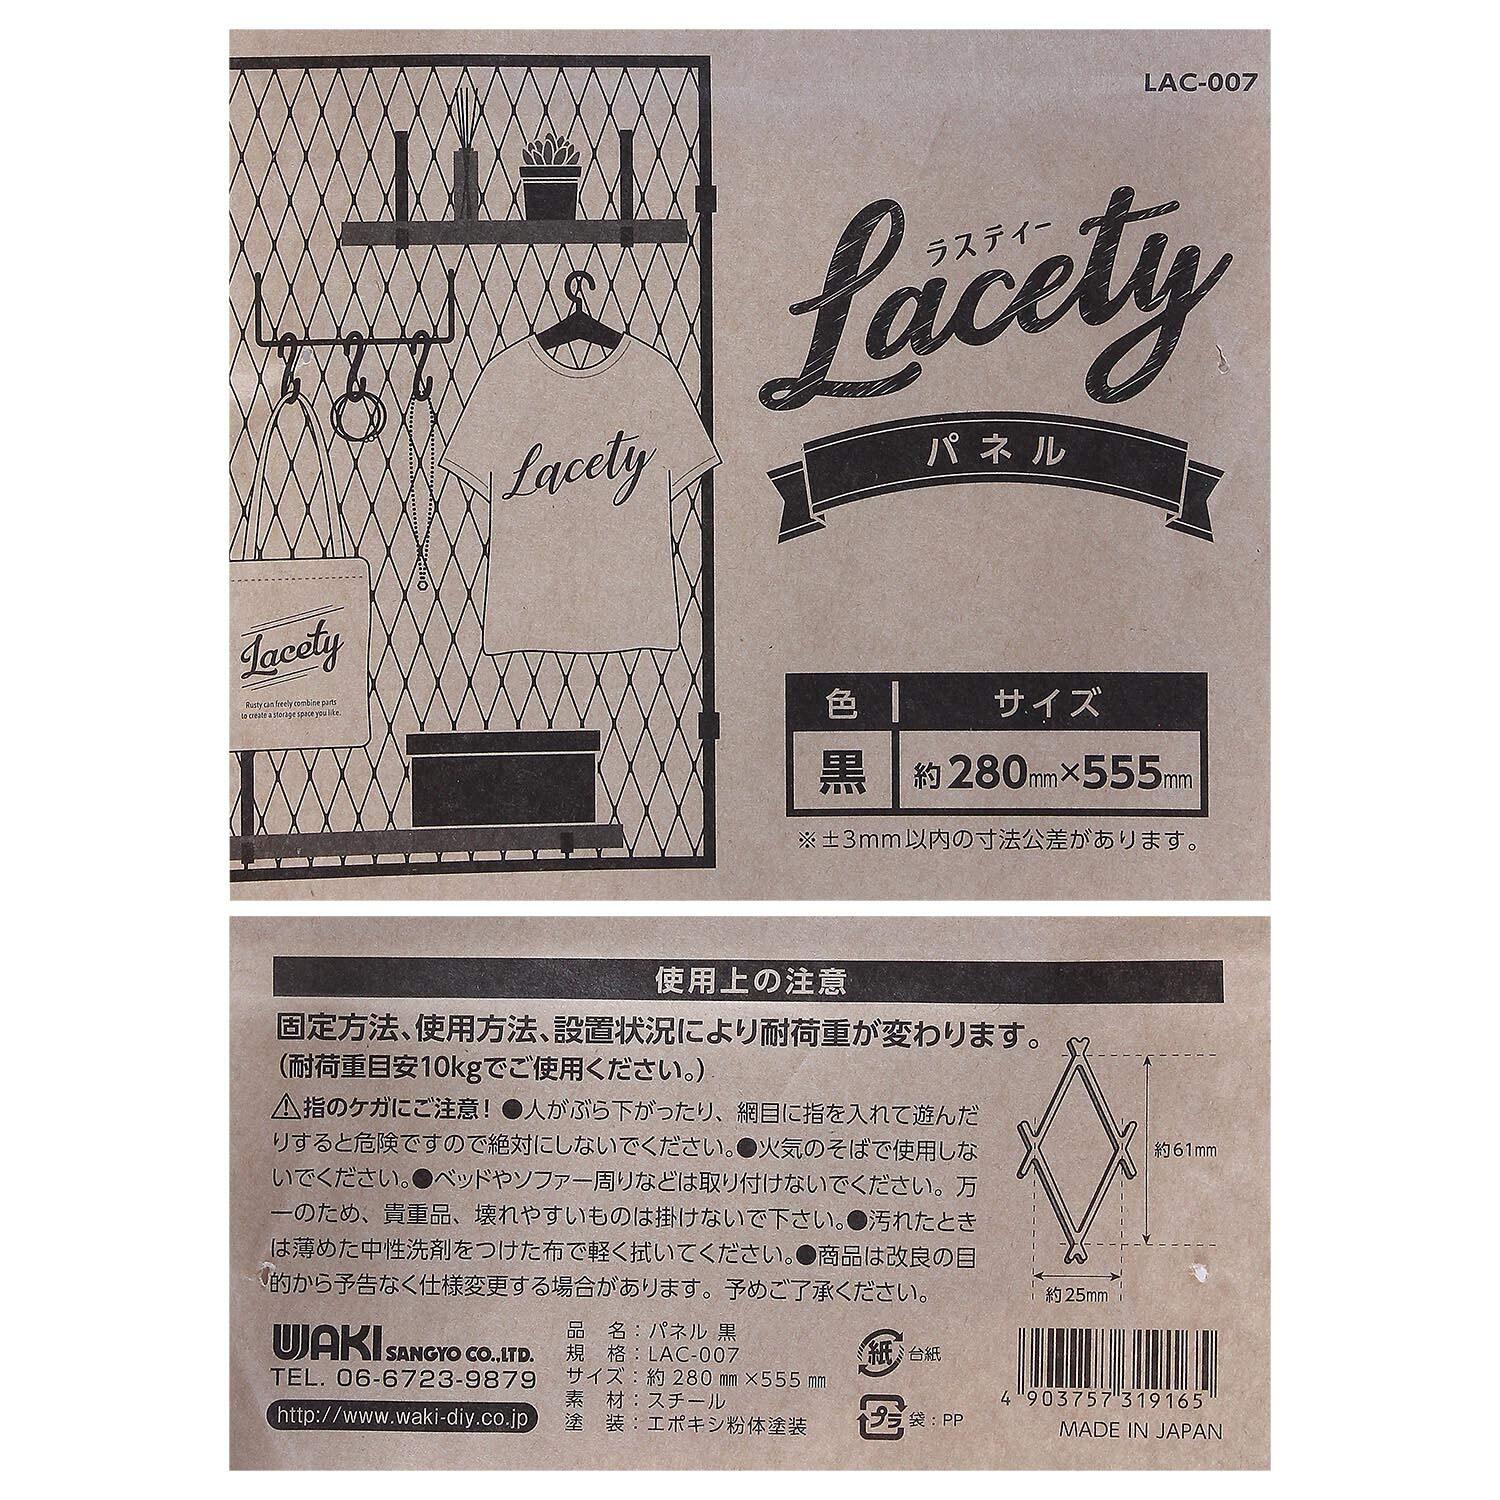 LAC-007
ラスティー
Lacety
パネル
Lacety
Lacety
Rusty can freely combine parts
to create a storage space you like.
色 サイズ
黒 約280mm×555mm
※±3mm以内の寸法公差があります。
使用上の注意
固定方法、使用方法、設置状況により耐荷重が変わります。
(耐荷重目安10kgでご使用ください。)
⚠指のケガにご注意! ●人がぶら下がったり、網目に指を入れて遊んだ
りすると危険ですので絶対にしないでください。●火気のそばで使用しな
いでください。●ベッドやソファー周りなどは取り付けないでください。万
一のため、貴重品、壊れやすいものは掛けないで下さい。●汚れたとき
は薄めた中性洗剤をつけた布で軽く拭いてください。●商品は改良の目
的から予告なく仕様変更する場合があります。予めご了承ください。
約61mm
約25mm
WAKI SANGYO CO.,LTD.
TEL. 06-6723-9879
http://www.waki-diy.co.jp
品 名:パネル 黒
規 格:LAC-007
サイズ:約280mm×555mm
素 材:スチール
塗 装:エポキシ粉体塗装
紙 台紙
プラ 袋:PP
4 903757 319165
MADE IN JAPAN